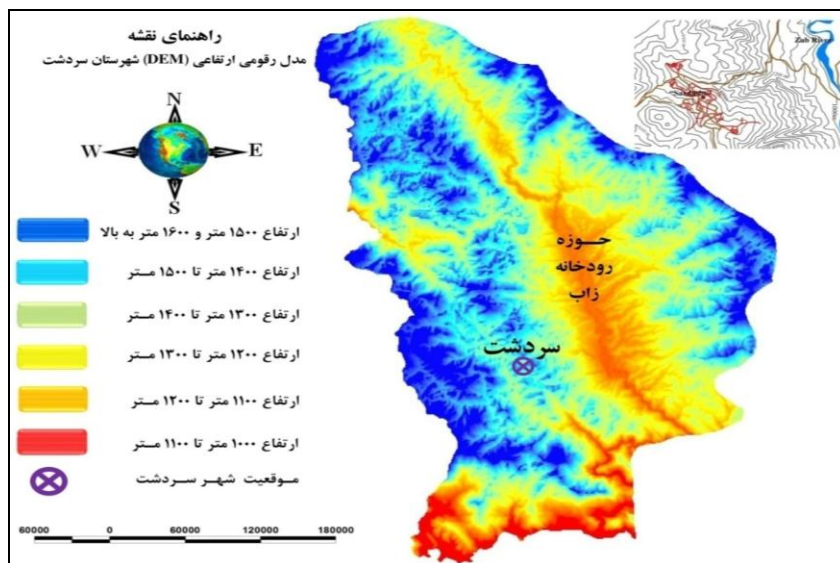 راهنمای نقشه
مدل رقومی ارتفاعی (DEM) شهرستان سردشت
N
W E
S
ارتفاع ۱۵۰۰ متر و ۱۶۰۰ متر به بالا
ارتفاع ۱۴۰۰ متر تا ۱۵۰۰ متر
ارتفاع ۱۳۰۰ متر تا ۱۴۰۰ متر
ارتفاع ۱۲۰۰ متر تا ۱۳۰۰ متر
ارتفاع ۱۱۰۰ متر تا ۱۲۰۰ متر
ارتفاع ۱۰۰۰ متر تا ۱۱۰۰ متر
موقعیت شهر سردشت
60000 0 60000 120000 180000
حوزه
رودخانه
زاب
سردشت
Zab River